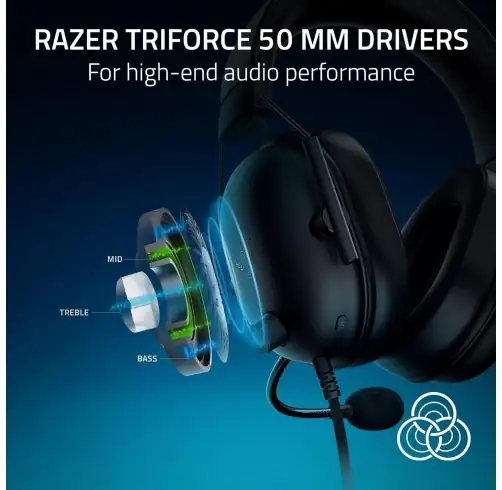 RAZER TRIFORCE 50 MM DRIVERS
For high-end audio performance
MID
TREBLE
BASS